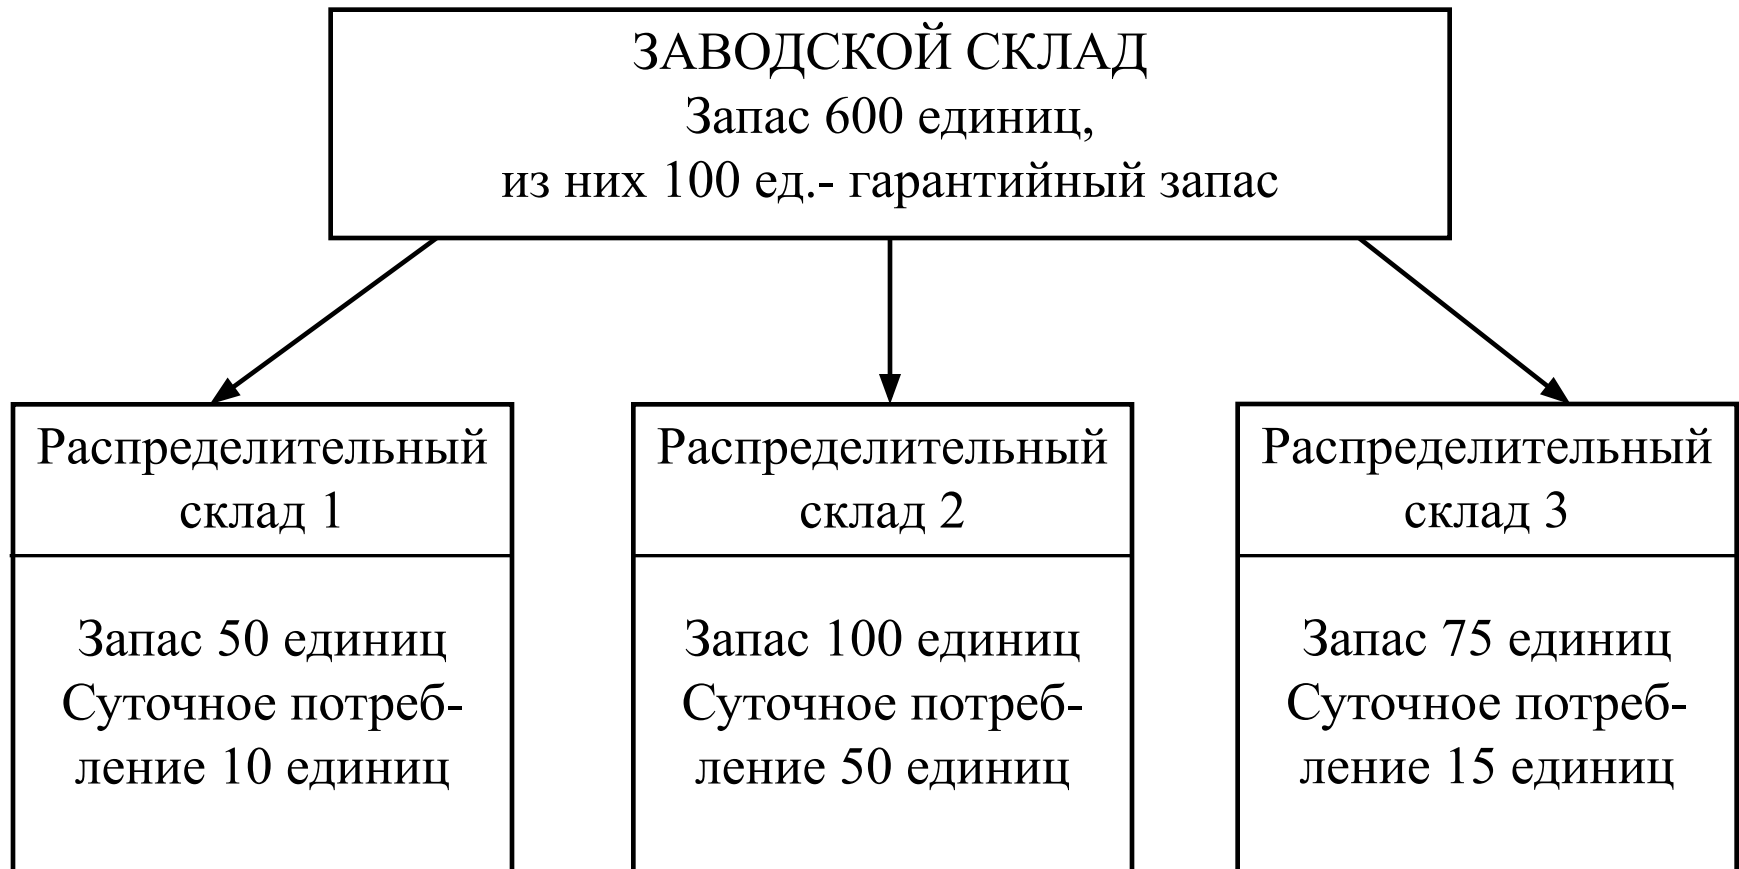 ЗАВОДСКОЙ СКЛАД
Запас 600 единиц,
из них 100 ед.- гарантийный запас
Распределительный
склад 1
Запас 50 единиц
Суточное потреб-
ление 10 единиц
Распределительный
склад 2
Запас 100 единиц
Суточное потреб-
ление 50 единиц
Распределительный
склад 3
Запас 75 единиц
Суточное потреб-
ление 15 единиц